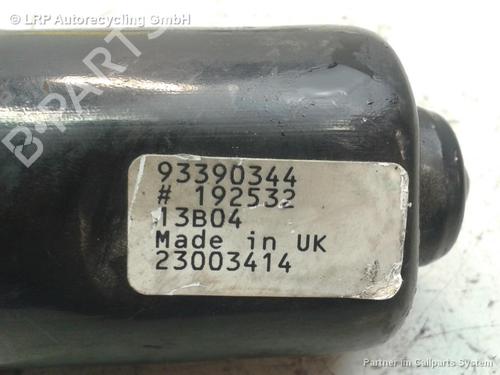 © LRP Autorecycling GmbH
B-PARTS
93390344
# 192532
13B04
Made in UK
23003414
Partner in Callparts System